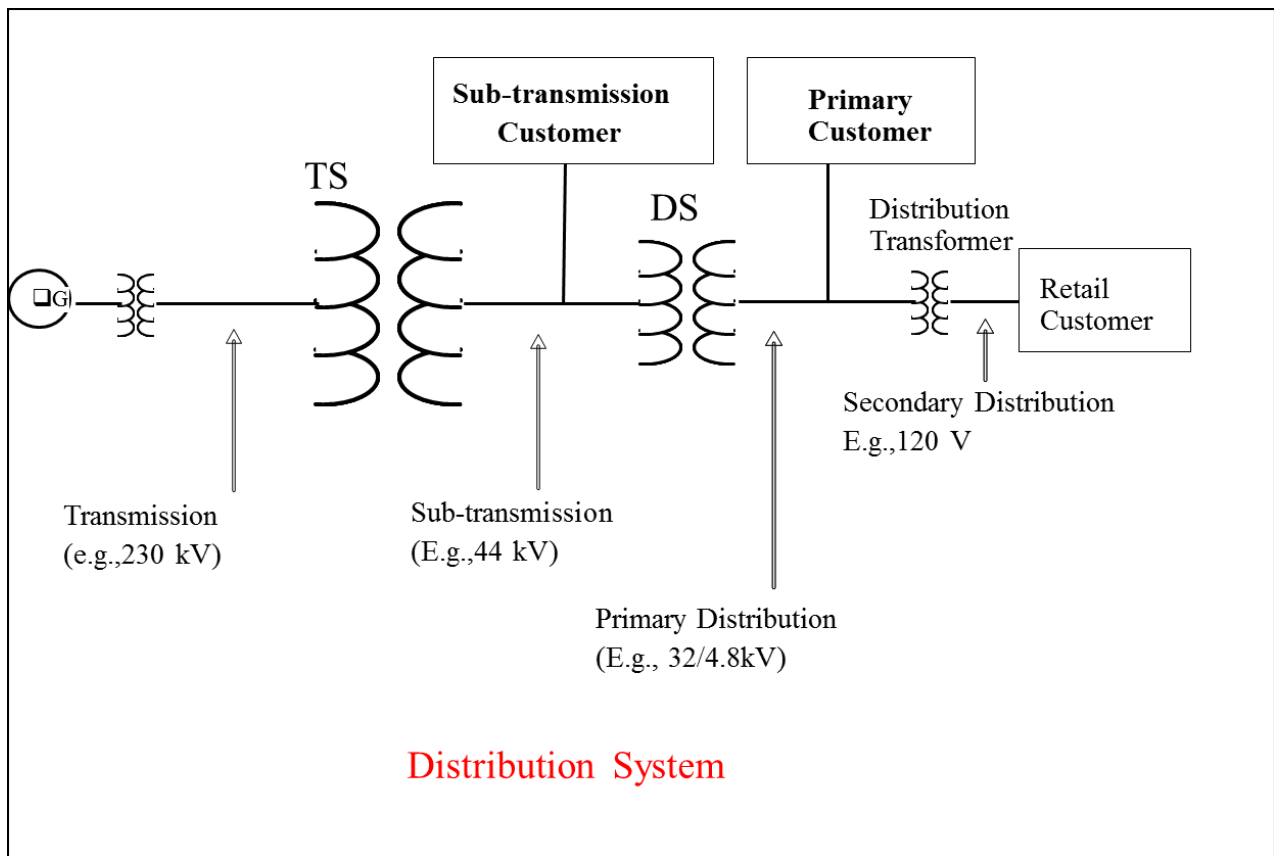 Sub-transmission
Customer
Primary
Customer
TS
DS
Distribution
Transformer
❑G
Retail
Customer
Secondary Distribution
E.g.,120 V
Transmission
(e.g.,230 kV)
Sub-transmission
(E.g.,44 kV)
Primary Distribution
(E.g., 32/4.8kV)
Distribution System